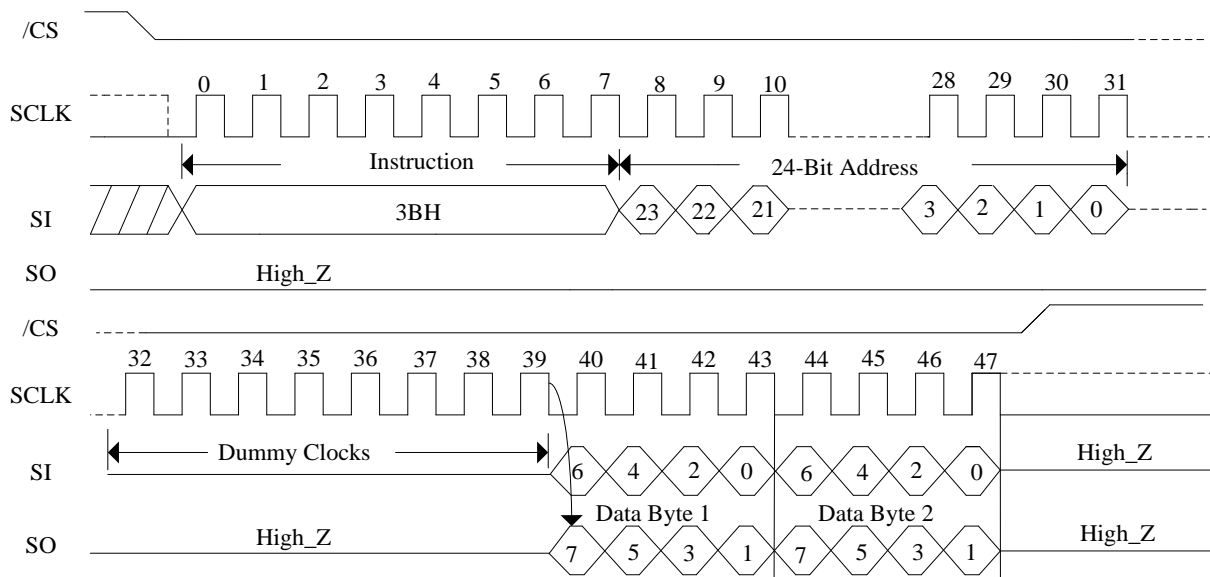 /CS
0 1 2 3 4 5 6 7 8 9 10 28 29 30 31
SCLK
Instruction 24-Bit Address
SI 3BH 23 22 21 3 2 1 0
SO High_Z
/CS
32 33 34 35 36 37 38 39 40 41 42 43 44 45 46 47
SCLK
Dummy Clocks
SI 6 4 2 0 6 4 2 0 High_Z
Data Byte 1 Data Byte 2
SO High_Z 7 5 3 1 7 5 3 1 High_Z